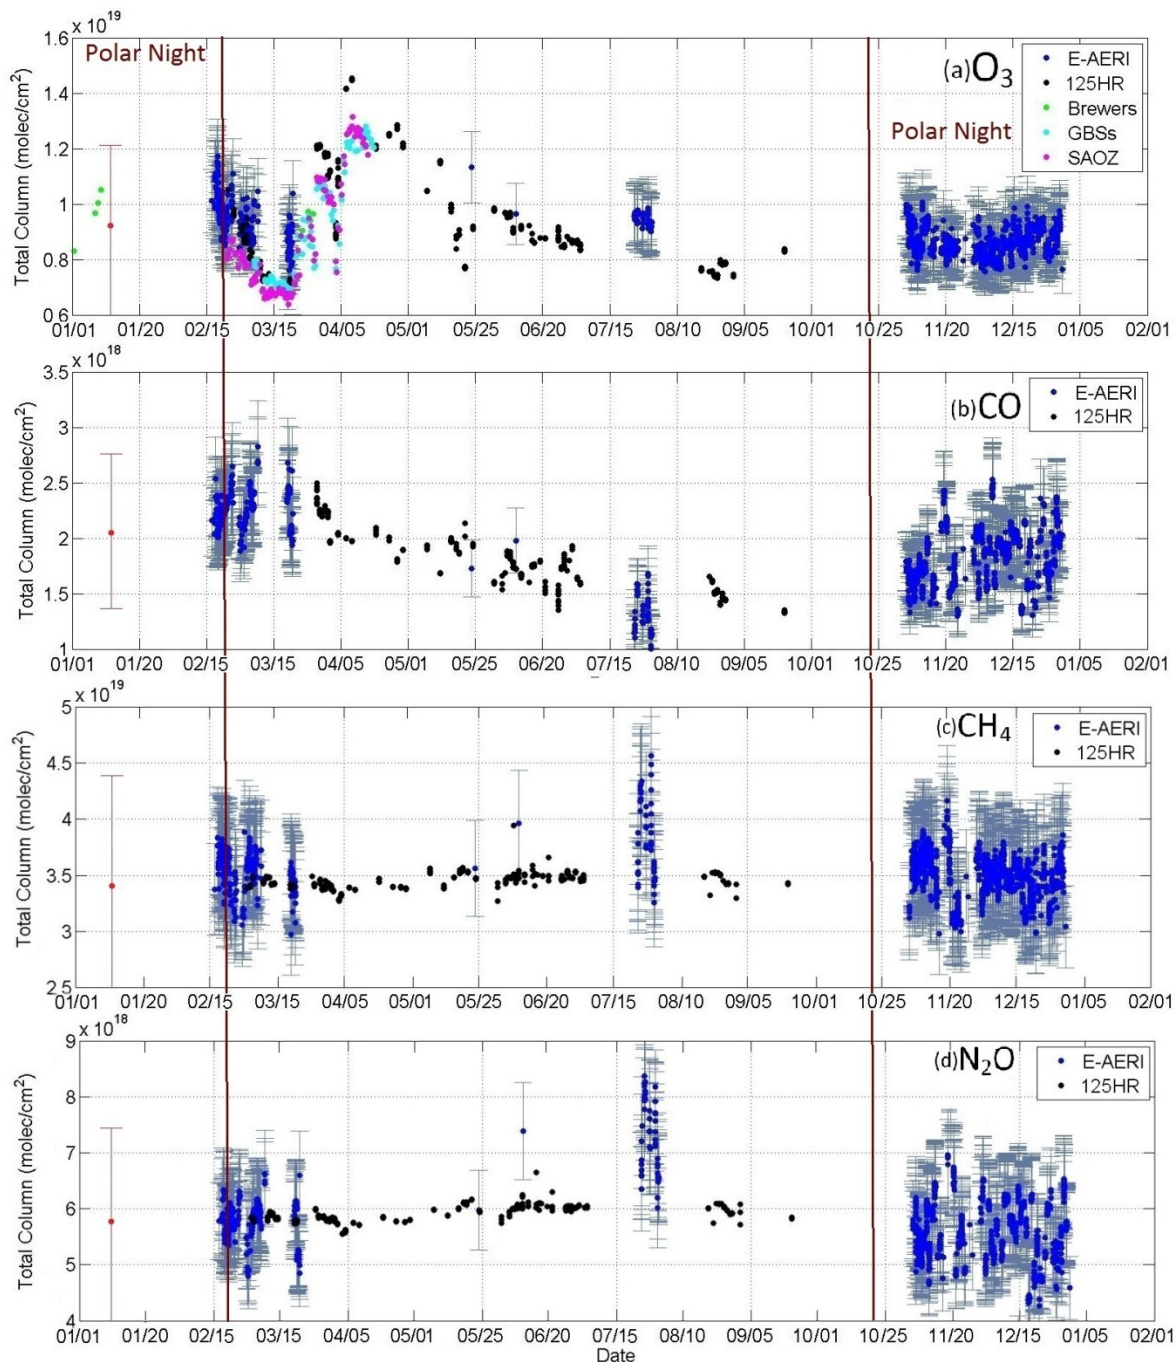 x 10^19
1.6
1.4
1.2
1
0.8
0.6
Total Column (molec/cm²)
Polar Night
Polar Night
(a) O₃
E-AERI
125HR
Brewers
GBSs
SAOZ
01/01 01/20 02/15 03/15 04/05 05/01 05/25 06/20 07/15 08/10 09/05 10/01 10/25 11/20 12/15 01/05 02/01
x 10^18
3.5
3
2.5
2
1.5
1
Total Column (molec/cm²)
(b) CO
E-AERI
125HR
01/01 01/20 02/15 03/15 04/05 05/01 05/25 06/20 07/15 08/10 09/05 10/01 10/25 11/20 12/15 01/05 02/01
x 10^19
5
4.5
4
3.5
3
2.5
Total Column (molec/cm²)
(c) CH₄
E-AERI
125HR
01/01 01/20 02/15 03/15 04/05 05/01 05/25 06/20 07/15 08/10 09/05 10/01 10/25 11/20 12/15 01/05 02/01
x 10^18
9
8
7
6
5
4
Total Column (molec/cm²)
(d) N₂O
E-AERI
125HR
01/01 01/20 02/15 03/15 04/05 05/01 05/25 06/20 07/15 08/10 09/05 10/01 10/25 11/20 12/15 01/05 02/01
Date